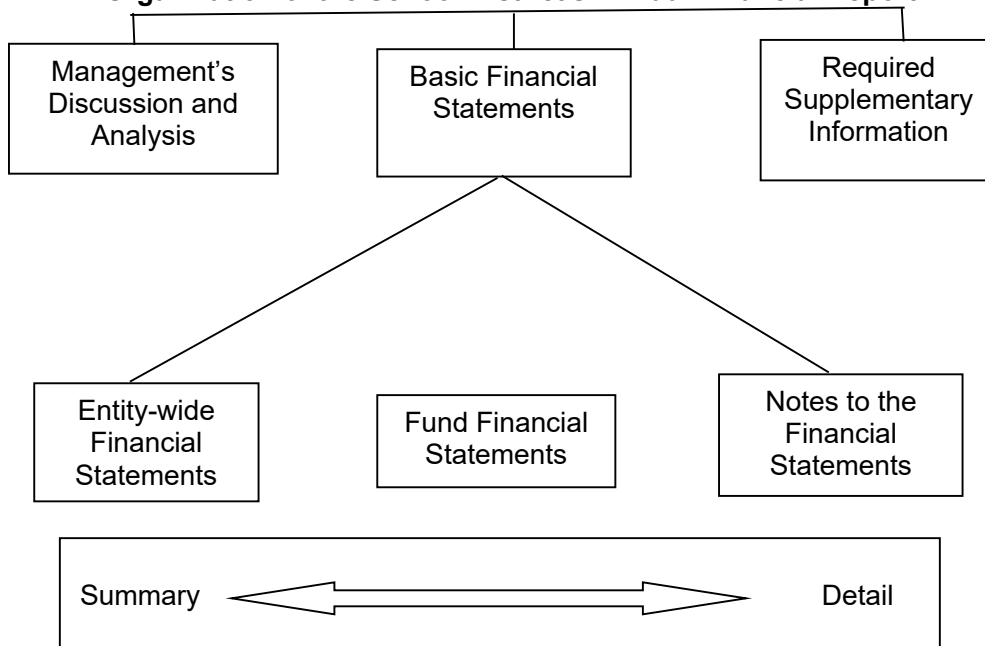 Management's
Discussion and
Analysis
Basic Financial
Statements
Required
Supplementary
Information
Entity-wide
Financial
Statements
Fund Financial
Statements
Notes to the
Financial
Statements
Summary
Detail